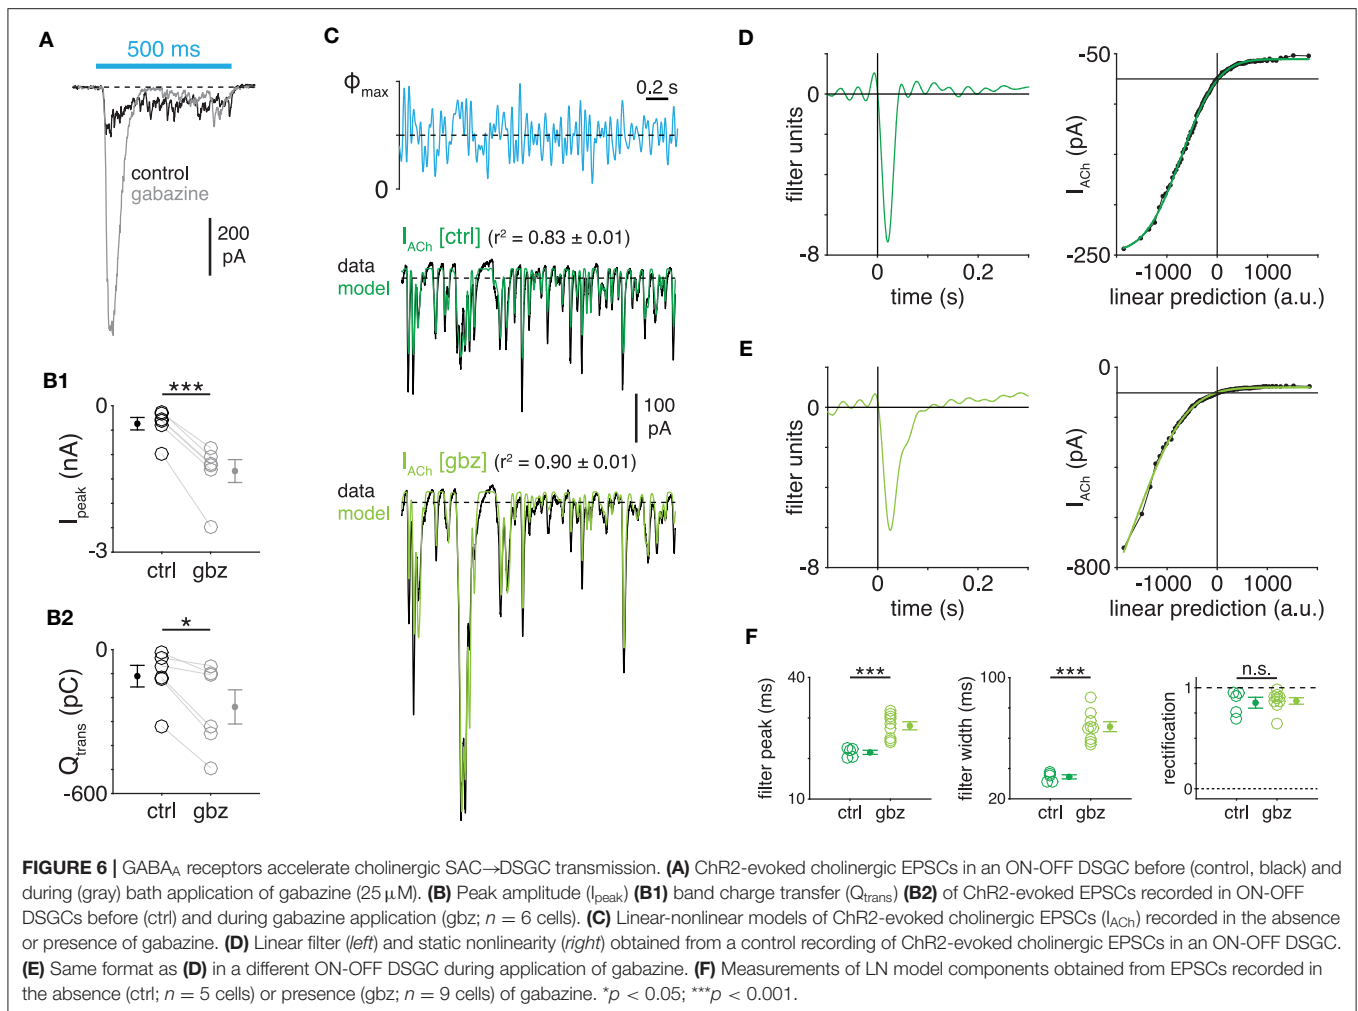 A
500 ms
control
gabazine
200
pA
B1
***
0
I_peak (nA)
-3
ctrl gbz
B2
*
0
Q_trans (pC)
-600
ctrl gbz
C
Φ_max
0.2 s
0
I_ACh [ctrl] (r² = 0.83 ± 0.01)
data
model
100
pA
I_ACh [gbz] (r² = 0.90 ± 0.01)
data
model
D
0
filter units
-8
0 0.2
time (s)
-50
I_ACh (pA)
-250
-1000 0 1000
linear prediction (a.u.)
E
0
filter units
-8
0 0.2
time (s)
0
I_ACh (pA)
-800
-1000 0 1000
linear prediction (a.u.)
F
40
***
filter peak (ms)
10
ctrl gbz
100
***
filter width (ms)
20
ctrl gbz
n.s.
1
rectification
0
ctrl gbz
FIGURE 6 | GABA_A receptors accelerate cholinergic SAC→DSGC transmission. (A) ChR2-evoked cholinergic EPSCs in an ON-OFF DSGC before (control, black) and
during (gray) bath application of gabazine (25 μM). (B) Peak amplitude (I_peak) (B1) band charge transfer (Q_trans) (B2) of ChR2-evoked EPSCs recorded in ON-OFF
DSGCs before (ctrl) and during gabazine application (gbz; n = 6 cells). (C) Linear-nonlinear models of ChR2-evoked cholinergic EPSCs (I_ACh) recorded in the absence
or presence of gabazine. (D) Linear filter (left) and static nonlinearity (right) obtained from a control recording of ChR2-evoked cholinergic EPSCs in an ON-OFF DSGC.
(E) Same format as (D) in a different ON-OFF DSGC during application of gabazine. (F) Measurements of LN model components obtained from EPSCs recorded in
the absence (ctrl; n = 5 cells) or presence (gbz; n = 9 cells) of gabazine. *p < 0.05; ***p < 0.001.